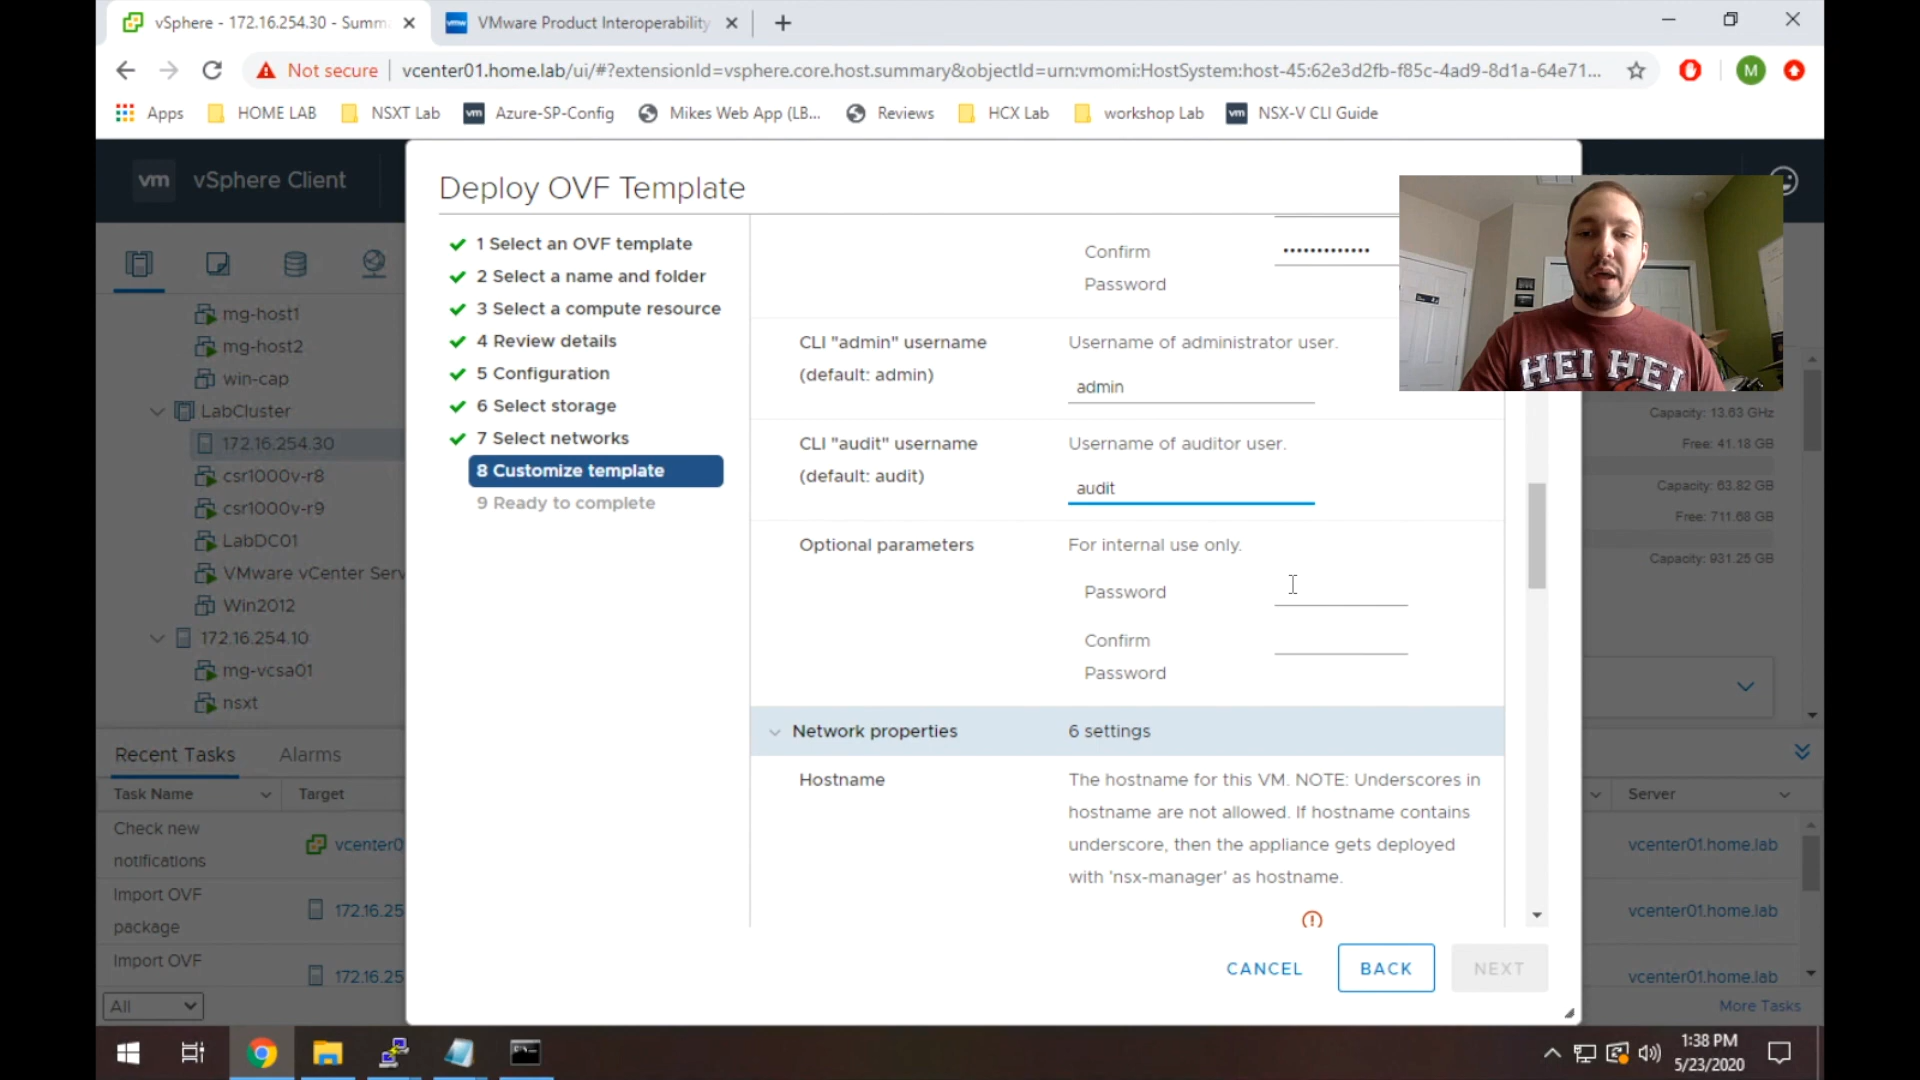 vSphere - 172.16.254.30 - Summ
VMware Product Interoperability
Not secure
vcenter01.home.lab/ui/#?extensionId=vsphere.core.host.summary&objectId=urn:vmomi:HostSystem:host-45:62e3d2fb-f85c-4ad9-8d1a-64e71...
M
Apps
HOME LAB
NSXT Lab
vm
Azure-SP-Config
Mikes Web App (LB...
Reviews
HCX Lab
workshop Lab
vm
NSX-V CLI Guide
vm
vSphere Client
Deploy OVF Template
1 Select an OVF template
2 Select a name and folder
3 Select a compute resource
4 Review details
5 Configuration
6 Select storage
7 Select networks
8 Customize template
9 Ready to complete
Confirm
Password
CLI "admin" username
(default: admin)
Username of administrator user.
admin
CLI "audit" username
(default: audit)
Username of auditor user.
audit
Optional parameters
For internal use only.
Password
Confirm
Password
Network properties
6 settings
Hostname
The hostname for this VM. NOTE: Underscores in
hostname are not allowed. If hostname contains
underscore, then the appliance gets deployed
with 'nsx-manager' as hostname.
CANCEL
BACK
NEXT
mg-host1
mg-host2
win-cap
LabCluster
172.16.254.30
csr1000v-r8
csr1000v-r9
LabDC01
VMware vCenter Serv
Win2012
172.16.254.10
mg-vcsa01
nsxt
HEI HEI
Capacity: 13.63 GHz
Free: 41.18 GB
Capacity: 63.82 GB
Free: 711.68 GB
Capacity: 931.25 GB
Recent Tasks
Alarms
Task Name
Target
Server
Check new
notifications
vcenter0
vcenter01.home.lab
Import OVF
package
172.16.25
vcenter01.home.lab
Import OVF
172.16.25
vcenter01.home.lab
All
More Tasks
1:38 PM
5/23/2020